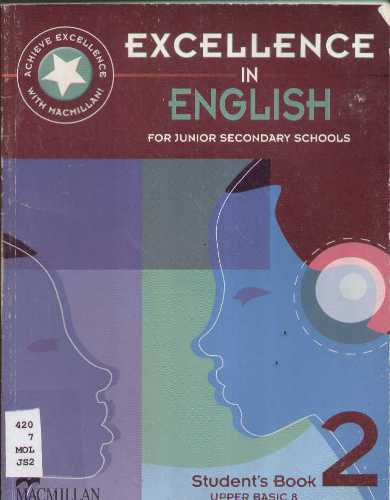 ACHIEVE EXCELLENCE
WITH MACMILLAN!
EXCELLENCE
IN
ENGLISH
FOR JUNIOR SECONDARY SCHOOLS
420
7
MOL
JS2
Student's Book 2
UPPER BASIC 8
MACMILLAN